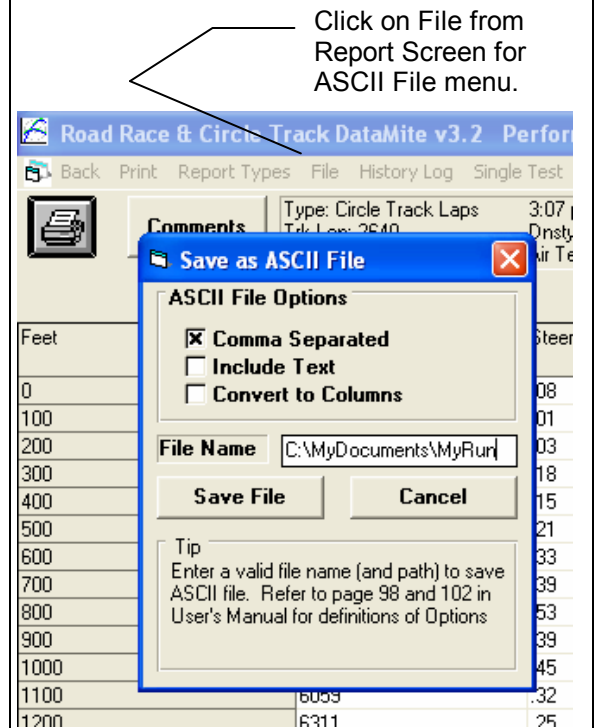 Click on File from
Report Screen for
ASCII File menu.
Road Race & Circle Track DataMite v3.2 Perfor
Back Print Report Types File History Log Single Test
Comments
Type: Circle Track Laps 3:07
Trk Len: 2640 Dnsty
Air Te
Save as ASCII File
ASCII File Options
Comma Separated
Include Text
Convert to Columns
File Name C:\MyDocuments\MyRun
Save File Cancel
Tip
Enter a valid file name (and path) to save
ASCII file. Refer to page 98 and 102 in
User's Manual for definitions of Options
Feet Steer
0 .08
100 .01
200 .03
300 .18
400 .15
500 .21
600 .33
700 .39
800 .53
900 .39
1000 .45
1100 6059 .32
1200 6311 .25